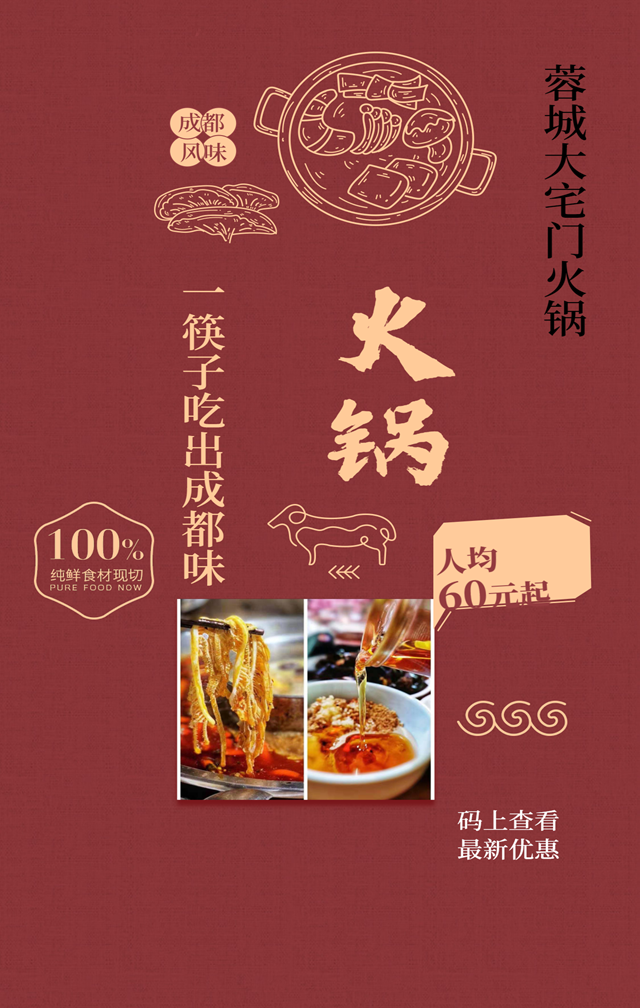 蓉城大宅门火锅
成都
风味
火锅
一筷子吃出成都味
100%
纯鲜食材现切
PURE FOOD NOW
人均
60元起
码上查看
最新优惠